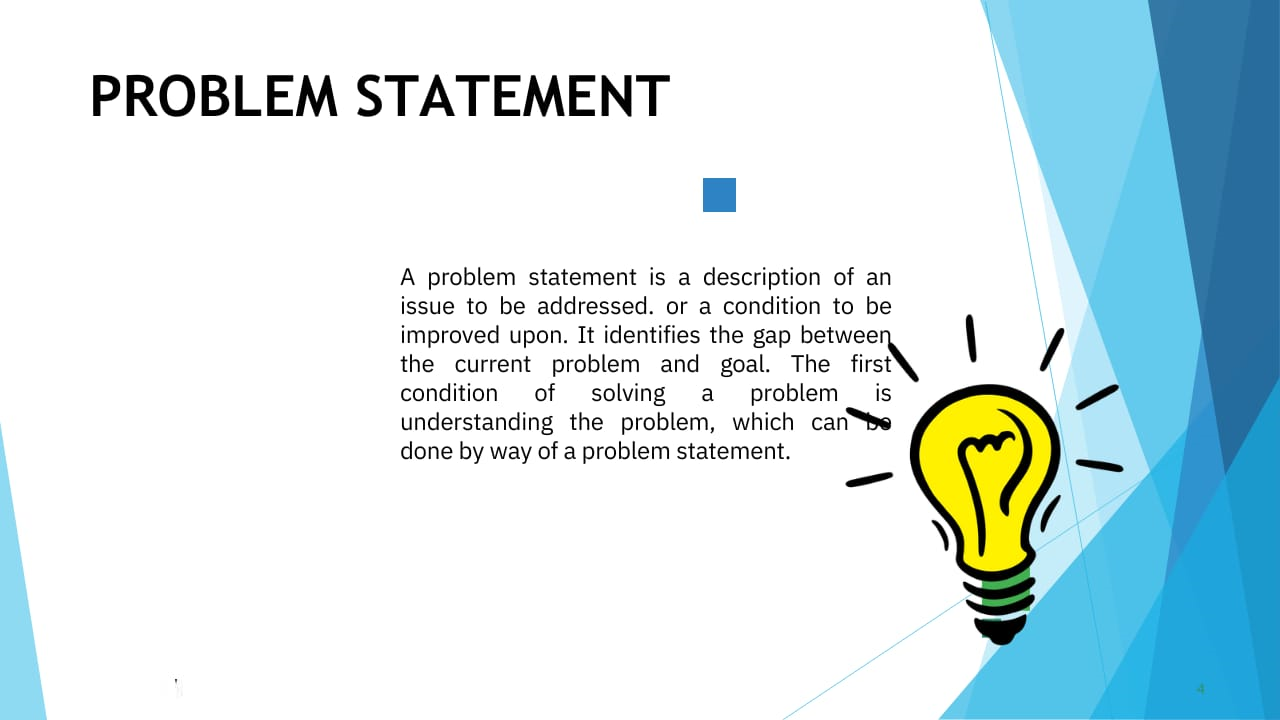 PROBLEM STATEMENT
A problem statement is a description of an
issue to be addressed. or a condition to be
improved upon. It identifies the gap between
the current problem and goal. The first
condition of solving a problem is
understanding the problem, which can be
done by way of a problem statement.
4